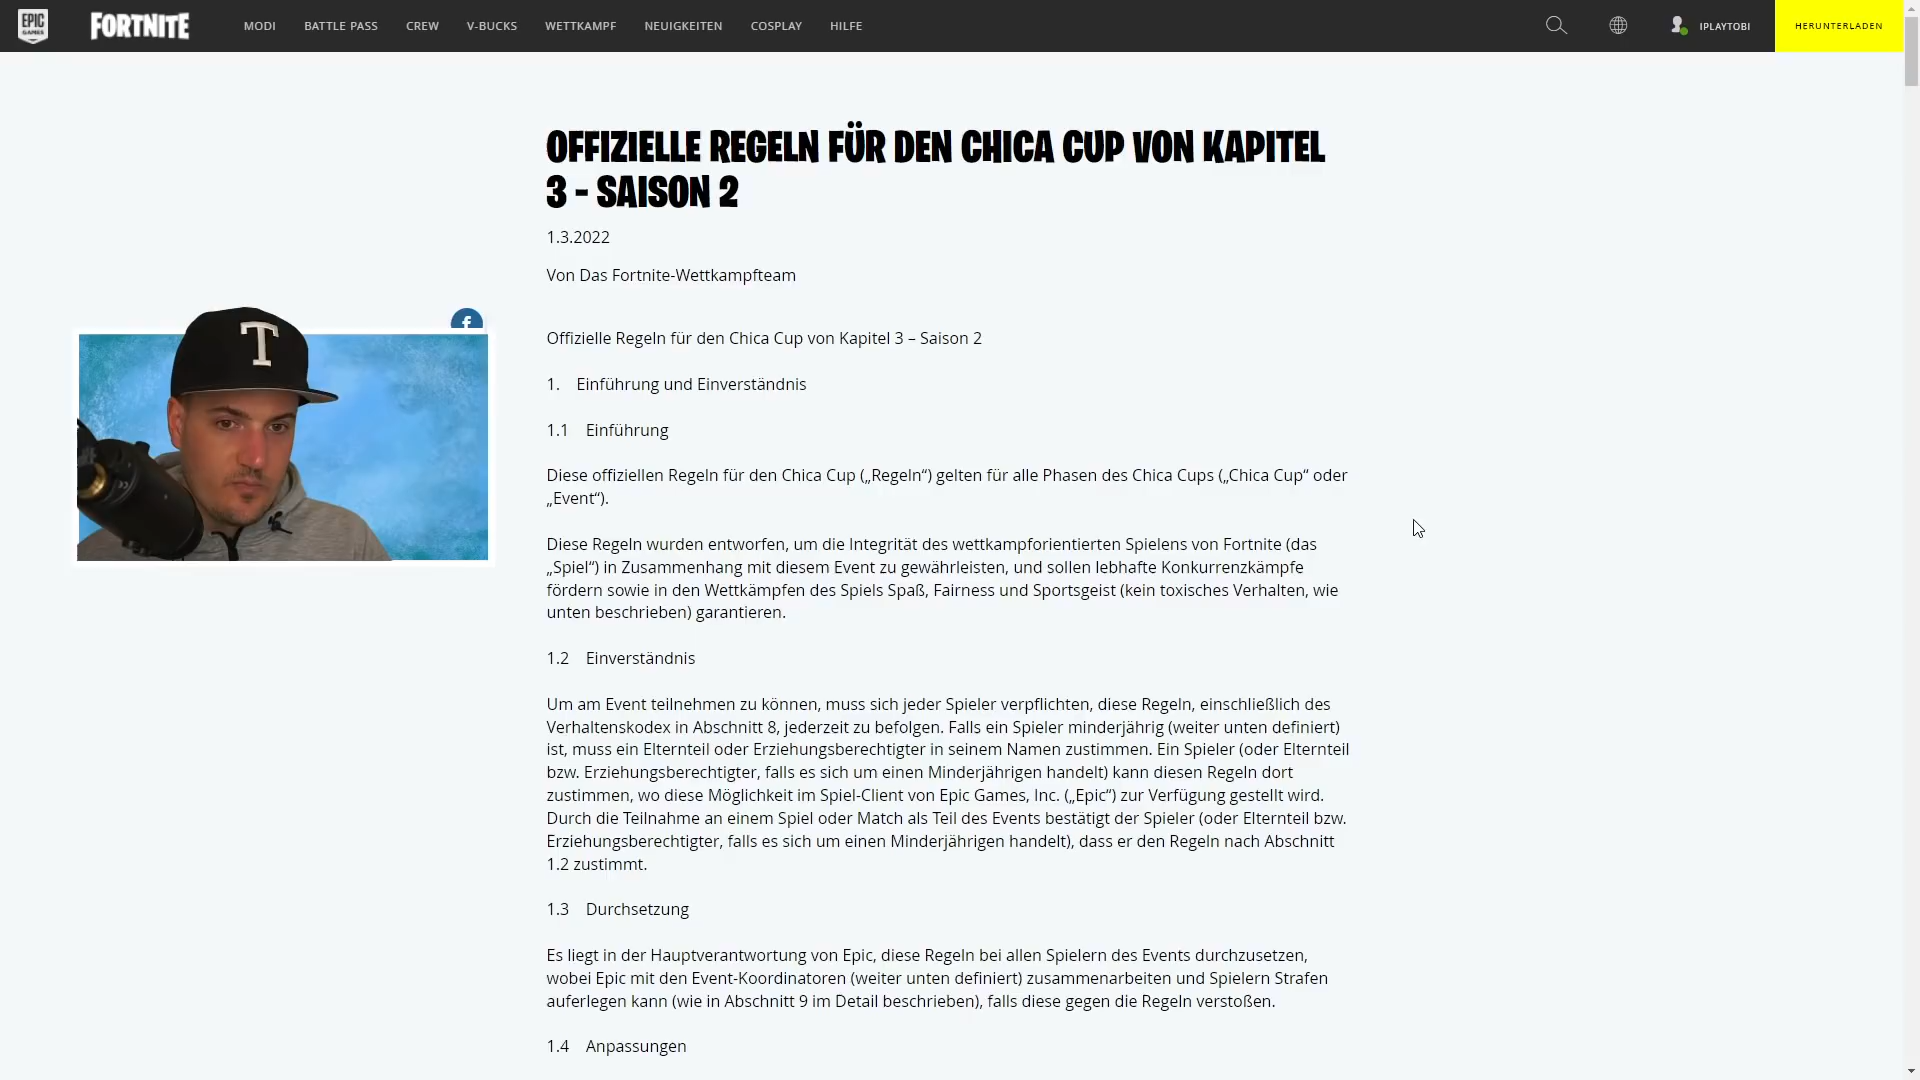 EPIC
GAMES
FORTNITE
MODI
BATTLE PASS
CREW
V-BUCKS
WETTKAMPF
NEUIGKEITEN
COSPLAY
HILFE
IPLAYTOBI
HERUNTERLADEN
OFFIZIELLE REGELN FÜR DEN CHICA CUP VON KAPITEL
3 - SAISON 2
1.3.2022
Von Das Fortnite-Wettkampfteam
f
T
Offizielle Regeln für den Chica Cup von Kapitel 3 – Saison 2
1. Einführung und Einverständnis
1.1 Einführung
Diese offiziellen Regeln für den Chica Cup („Regeln“) gelten für alle Phasen des Chica Cups („Chica Cup“ oder
„Event“).
Diese Regeln wurden entworfen, um die Integrität des wettkampforientierten Spielens von Fortnite (das
„Spiel“) in Zusammenhang mit diesem Event zu gewährleisten, und sollen lebhafte Konkurrenzkämpfe
fördern sowie in den Wettkämpfen des Spiels Spaß, Fairness und Sportsgeist (kein toxisches Verhalten, wie
unten beschrieben) garantieren.
1.2 Einverständnis
Um am Event teilnehmen zu können, muss sich jeder Spieler verpflichten, diese Regeln, einschließlich des
Verhaltenskodex in Abschnitt 8, jederzeit zu befolgen. Falls ein Spieler minderjährig (weiter unten definiert)
ist, muss ein Elternteil oder Erziehungsberechtigter in seinem Namen zustimmen. Ein Spieler (oder Elternteil
bzw. Erziehungsberechtigter, falls es sich um einen Minderjährigen handelt) kann diesen Regeln dort
zustimmen, wo diese Möglichkeit im Spiel-Client von Epic Games, Inc. („Epic“) zur Verfügung gestellt wird.
Durch die Teilnahme an einem Spiel oder Match als Teil des Events bestätigt der Spieler (oder Elternteil bzw.
Erziehungsberechtigter, falls es sich um einen Minderjährigen handelt), dass er den Regeln nach Abschnitt
1.2 zustimmt.
1.3 Durchsetzung
Es liegt in der Hauptverantwortung von Epic, diese Regeln bei allen Spielern des Events durchzusetzen,
wobei Epic mit den Event-Koordinatoren (weiter unten definiert) zusammenarbeiten und Spielern Strafen
auferlegen kann (wie in Abschnitt 9 im Detail beschrieben), falls diese gegen die Regeln verstoßen.
1.4 Anpassungen